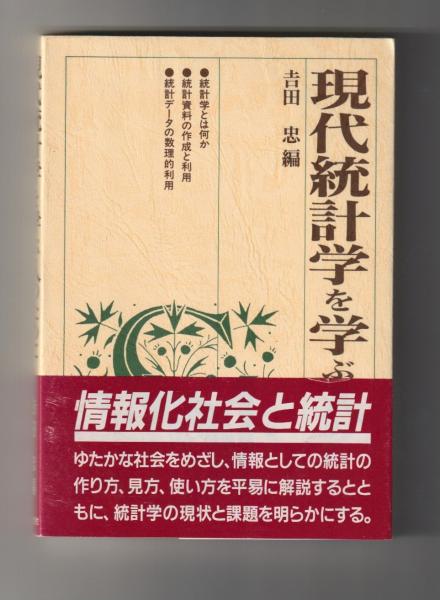 現代統計学を学ぶ
吉田 忠編
●統計学とは何か
●統計資料の作成と利用
●統計データの数理的利用
情報化社会と統計
ゆたかな社会をめざし、情報としての統計の
作り方、見方、使い方を平易に解説するとと
もに、統計学の現状と課題を明らかにする。